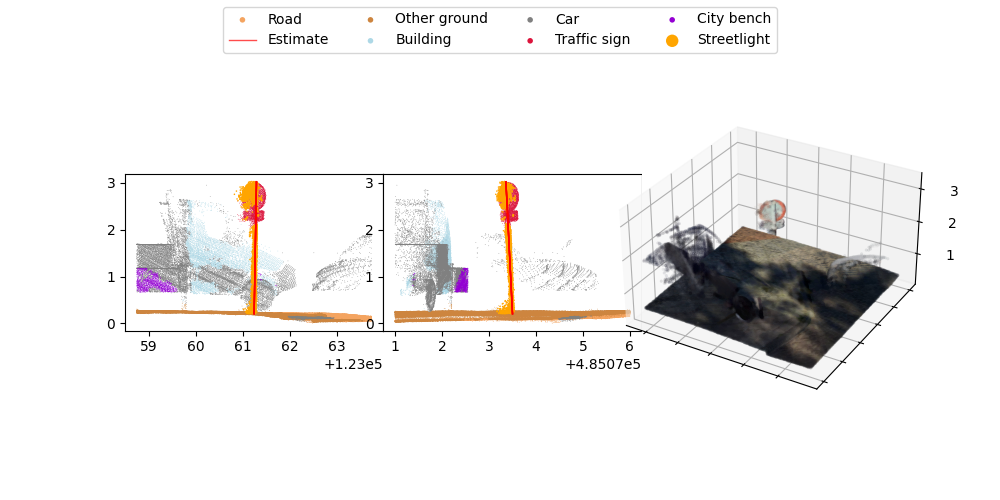 Road Other ground Car City bench
Estimate Building Traffic sign Streetlight
3 3 3
2 2 2
1 1 1
0 0
59 60 61 62 63 1 2 3 4 5 6
+1.23e5 +4.8507e5